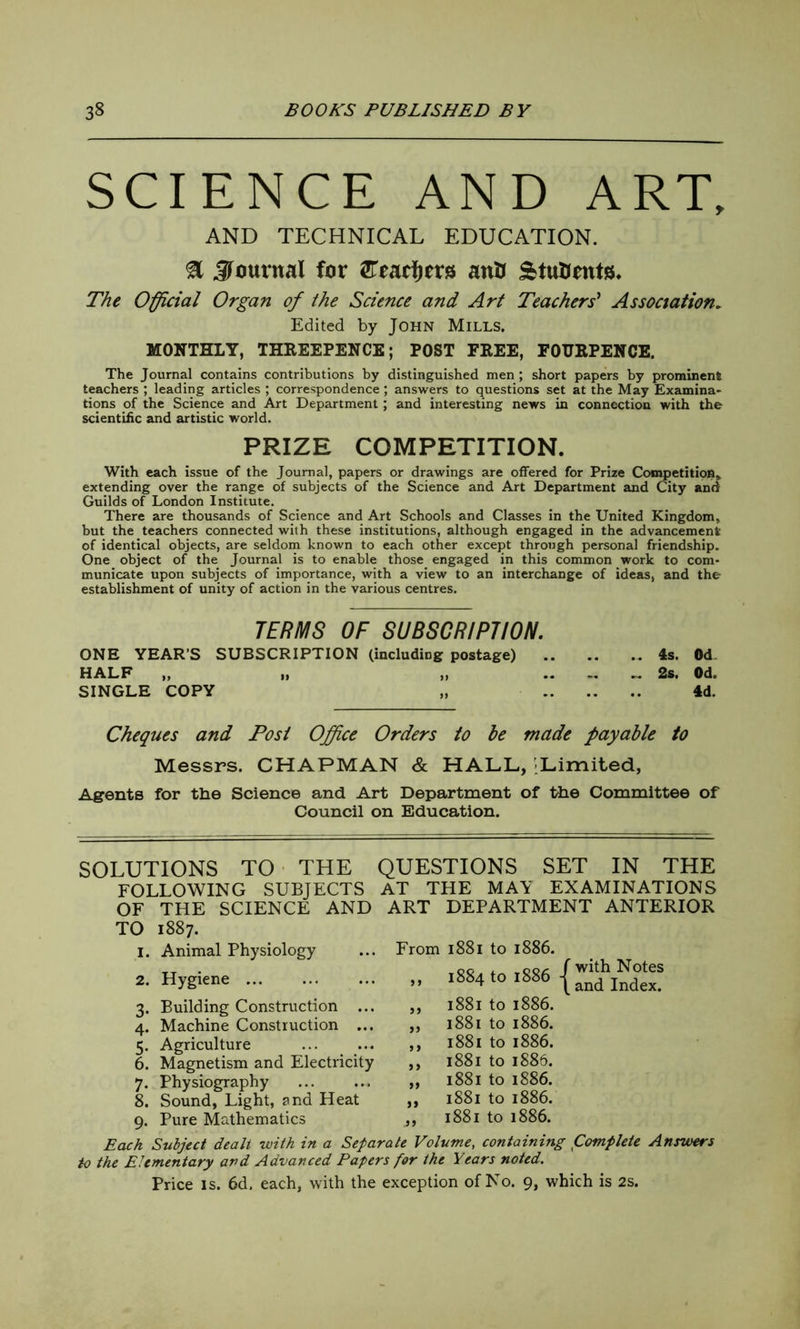 38 BOOKS PUBLISHED BY
SCIENCE AND ART,
AND TECHNICAL EDUCATION.
A Journal for Teachers and Students.
The Official Organ of the Science and Art Teachers' Association.
Edited by JOHN MILLS.
MONTHLY, THREEPENCE; POST FREE, FOURPENCE.
The Journal contains contributions by distinguished men ; short papers by prominent
teachers ; leading articles ; correspondence ; answers to questions set at the May Examina-
tions of the Science and Art Department ; and interesting news in connection with the
scientific and artistic world.
PRIZE COMPETITION.
With each issue of the Journal, papers or drawings are offered for Prize Competition,
extending over the range of subjects of the Science and Art Department and City and
Guilds of London Institute.
There are thousands of Science and Art Schools and Classes in the United Kingdom,
but the teachers connected with these institutions, although engaged in the advancement
of identical objects, are seldom known to each other except through personal friendship.
One object of the Journal is to enable those engaged in this common work to com-
municate upon subjects of importance, with a view to an interchange of ideas, and the
establishment of unity of action in the various centres.
TERMS OF SUBSCRIPTION.
ONE YEAR'S SUBSCRIPTION (including postage) .. .. .. 4s. 0d.
HALF „ „ „ .. .. .. 2s. 0d.
SINGLE COPY „ .. .. .. 4d.
Cheques and Post Office Orders to be made payable to
Messrs. CHAPMAN & HALL, Limited,
Agents for the Science and Art Department of the Committee of
Council on Education.
SOLUTIONS TO THE QUESTIONS SET IN THE
FOLLOWING SUBJECTS AT THE MAY EXAMINATIONS
OF THE SCIENCE AND ART DEPARTMENT ANTERIOR
TO 1887.
1. Animal Physiology ... From 1881 to 1886.
2. Hygiene ... ... ... „ 1884 to 1886 { with Notes and Index.
3. Building Construction ... „ 1881 to 1886.
4. Machine Construction ... „ 1881 to 1886.
5. Agriculture ... ... „ 1881 to 1886.
6. Magnetism and Electricity „ 1881 to 1886.
7. Physiography ... ... „ 1881 to 1886.
8. Sound, Light, and Heat „ 1881 to 1886.
9. Pure Mathematics „ 1881 to 1886.
Each Subject dealt with in a Separate Volume, containing Complete Answers
to the Elementary and Advanced Papers for the Years noted.
Price 1s. 6d. each, with the exception of No. 9, which is 2s.